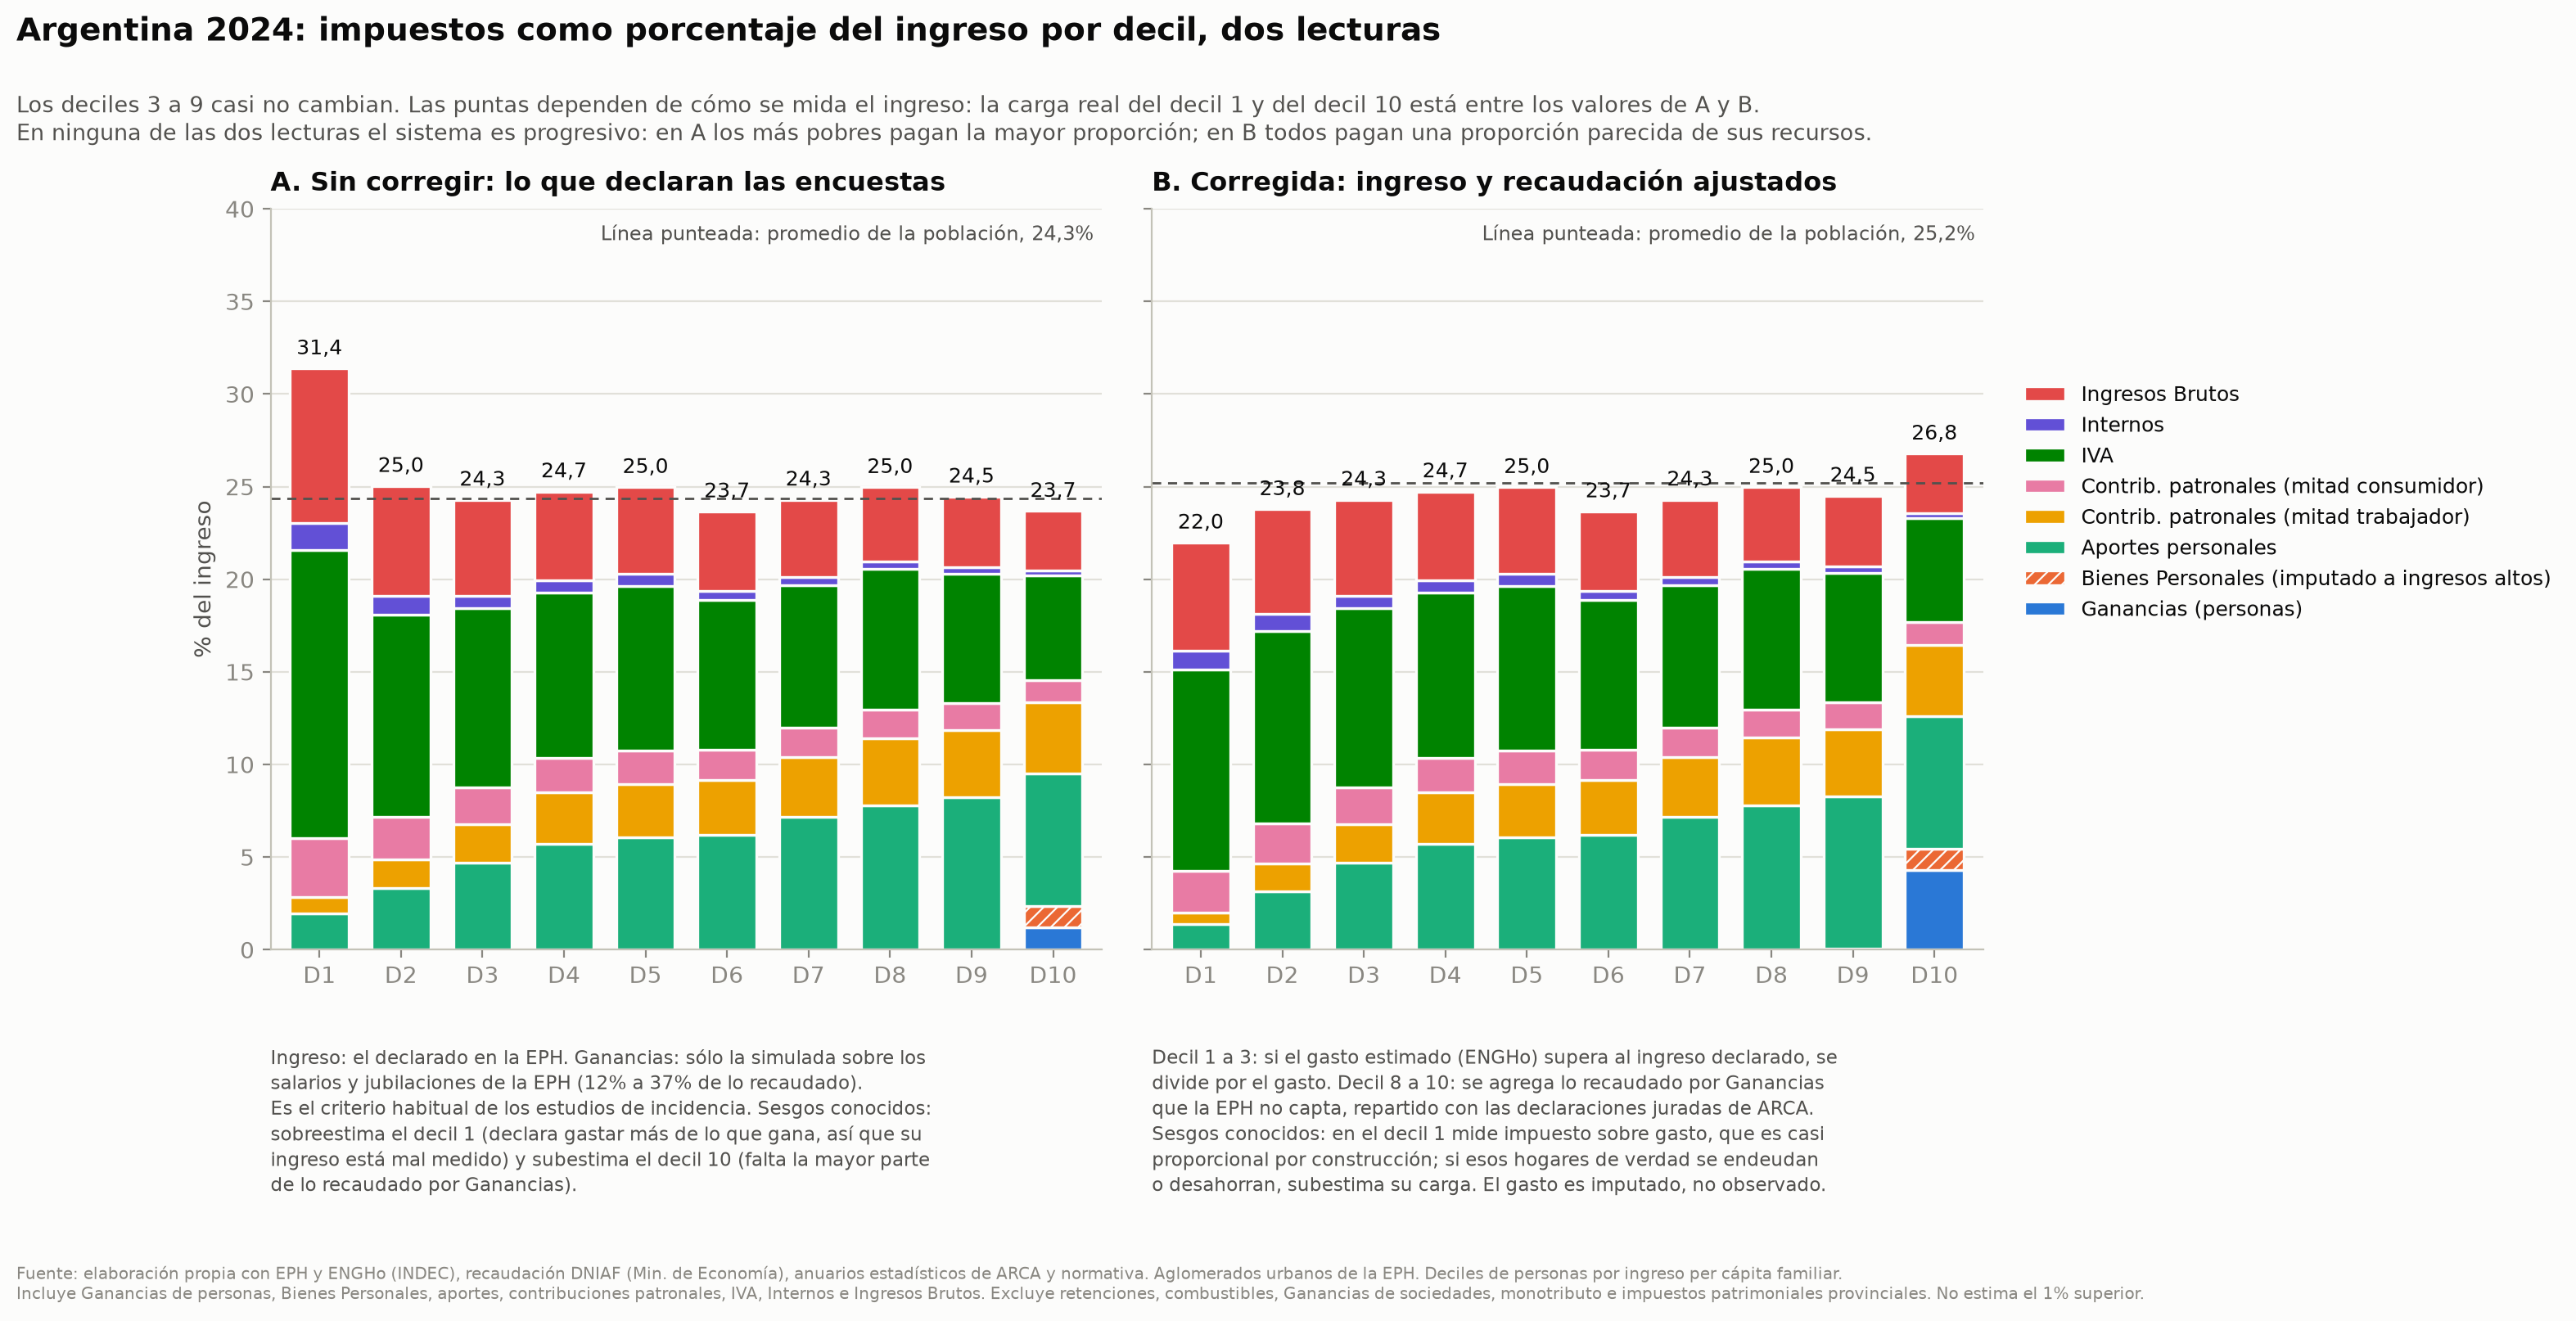 Argentina 2024: impuestos como porcentaje del ingreso por decil, dos lecturas
Los deciles 3 a 9 casi no cambian. Las puntas dependen de cómo se mida el ingreso: la carga real del decil 1 y del decil 10 está entre los valores de A y B.
En ninguna de las dos lecturas el sistema es progresivo: en A los más pobres pagan la mayor proporción; en B todos pagan una proporción parecida de sus recursos.
A. Sin corregir: lo que declaran las encuestas
Línea punteada: promedio de la población, 24,3%
% del ingreso
40
35
30
25
20
15
10
5
0
31,4
25,0
24,3
24,7
25,0
23,7
24,3
25,0
24,5
23,7
D1 D2 D3 D4 D5 D6 D7 D8 D9 D10
Ingreso: el declarado en la EPH. Ganancias: sólo la simulada sobre los
salarios y jubilaciones de la EPH (12% a 37% de lo recaudado).
Es el criterio habitual de los estudios de incidencia. Sesgos conocidos:
sobreestima el decil 1 (declara gastar más de lo que gana, así que su
ingreso está mal medido) y subestima el decil 10 (falta la mayor parte
de lo recaudado por Ganancias).
B. Corregida: ingreso y recaudación ajustados
Línea punteada: promedio de la población, 25,2%
22,0
23,8
24,3
24,7
25,0
23,7
24,3
25,0
24,5
26,8
D1 D2 D3 D4 D5 D6 D7 D8 D9 D10
Decil 1 a 3: si el gasto estimado (ENGHo) supera al ingreso declarado, se
divide por el gasto. Decil 8 a 10: se agrega lo recaudado por Ganancias
que la EPH no capta, repartido con las declaraciones juradas de ARCA.
Sesgos conocidos: en el decil 1 mide impuesto sobre gasto, que es casi
proporcional por construcción; si esos hogares de verdad se endeudan
o desahorran, subestima su carga. El gasto es imputado, no observado.
Ingresos Brutos
Internos
IVA
Contrib. patronales (mitad consumidor)
Contrib. patronales (mitad trabajador)
Aportes personales
Bienes Personales (imputado a ingresos altos)
Ganancias (personas)
Fuente: elaboración propia con EPH y ENGHo (INDEC), recaudación DNIAF (Min. de Economía), anuarios estadísticos de ARCA y normativa. Aglomerados urbanos de la EPH. Deciles de personas por ingreso per cápita familiar.
Incluye Ganancias de personas, Bienes Personales, aportes, contribuciones patronales, IVA, Internos e Ingresos Brutos. Excluye retenciones, combustibles, Ganancias de sociedades, monotributo e impuestos patrimoniales provinciales. No estima el 1% superior.